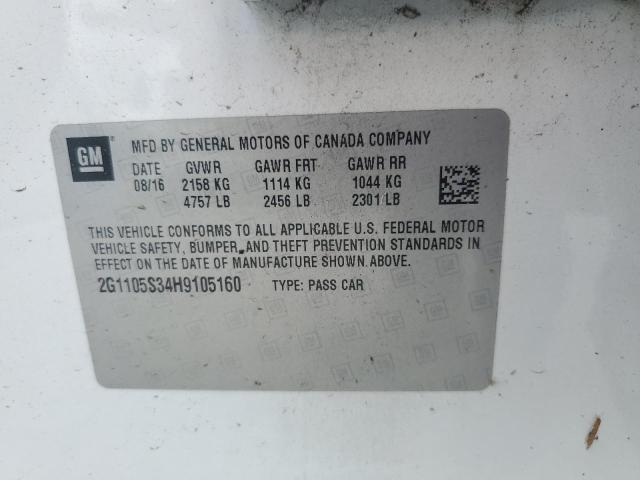 GM
MFD BY GENERAL MOTORS OF CANADA COMPANY
DATE GVWR GAWR FRT GAWR RR
08/16 2158 KG 1114 KG 1044 KG
4757 LB 2456 LB 2301 LB
THIS VEHICLE CONFORMS TO ALL APPLICABLE U.S. FEDERAL MOTOR
VEHICLE SAFETY, BUMPER, AND THEFT PREVENTION STANDARDS IN
EFFECT ON THE DATE OF MANUFACTURE SHOWN ABOVE.
2G1105S34H9105160 TYPE: PASS CAR